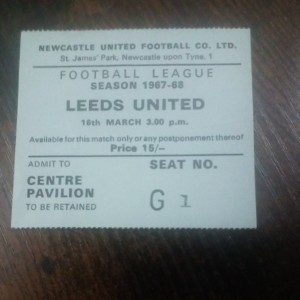 NEWCASTLE UNITED FOOTBALL CO. LTD.
St. James' Park, Newcastle upon Tyne, 1
FOOTBALL LEAGUE
SEASON 1967-68
LEEDS UNITED
16th MARCH 3.00 p.m.
Available for this match only or any postponement thereof
Price 15/-
ADMIT TO SEAT NO.
CENTRE
PAVILION G 1
TO BE RETAINED